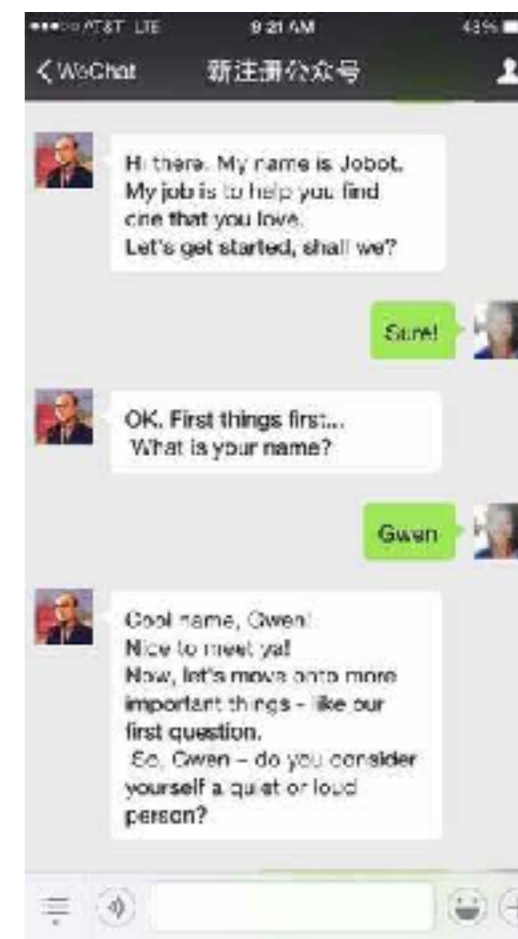 AT&T LTE 9:21 AM 43%
WeChat 新注册公众号
Hi there. My name is Jobot.
My job is to help you find
one that you love.
Let's get started, shall we?
Sure!
OK. First things first...
What is your name?
Gwen
Cool name, Gwen!
Nice to meet ya!
Now, let's move onto more
important things - like our
first question.
So, Gwen – do you consider
yourself a quiet or loud
person?